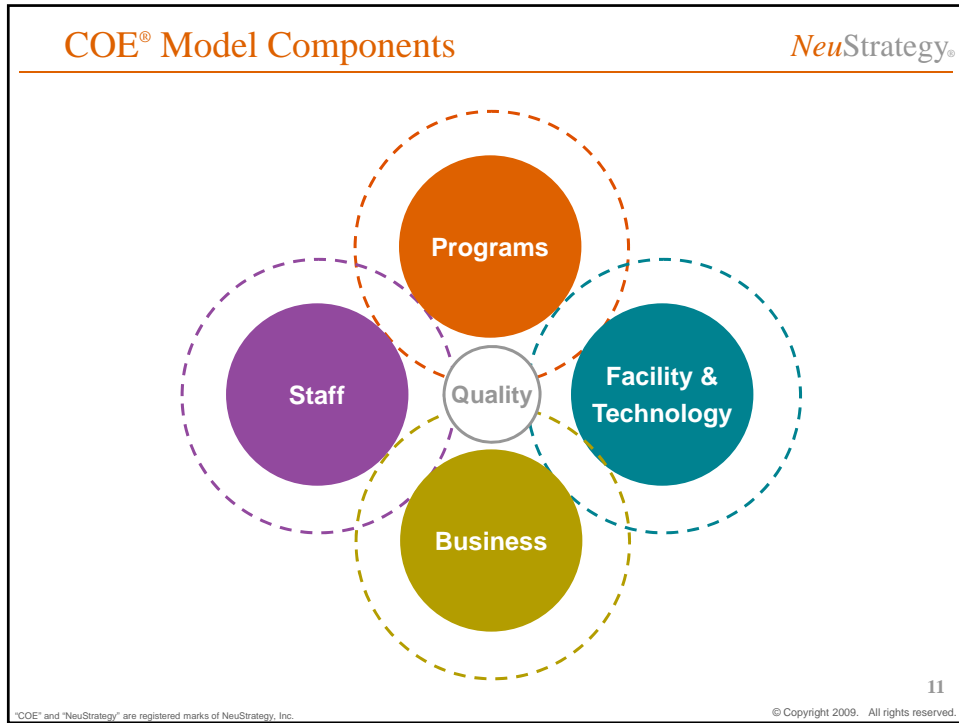 COE® Model Components
NeuStrategy®
Programs
Staff
Quality
Facility &
Technology
Business
11
"COE" and "NeuStrategy" are registered marks of NeuStrategy, Inc.
© Copyright 2009. All rights reserved.